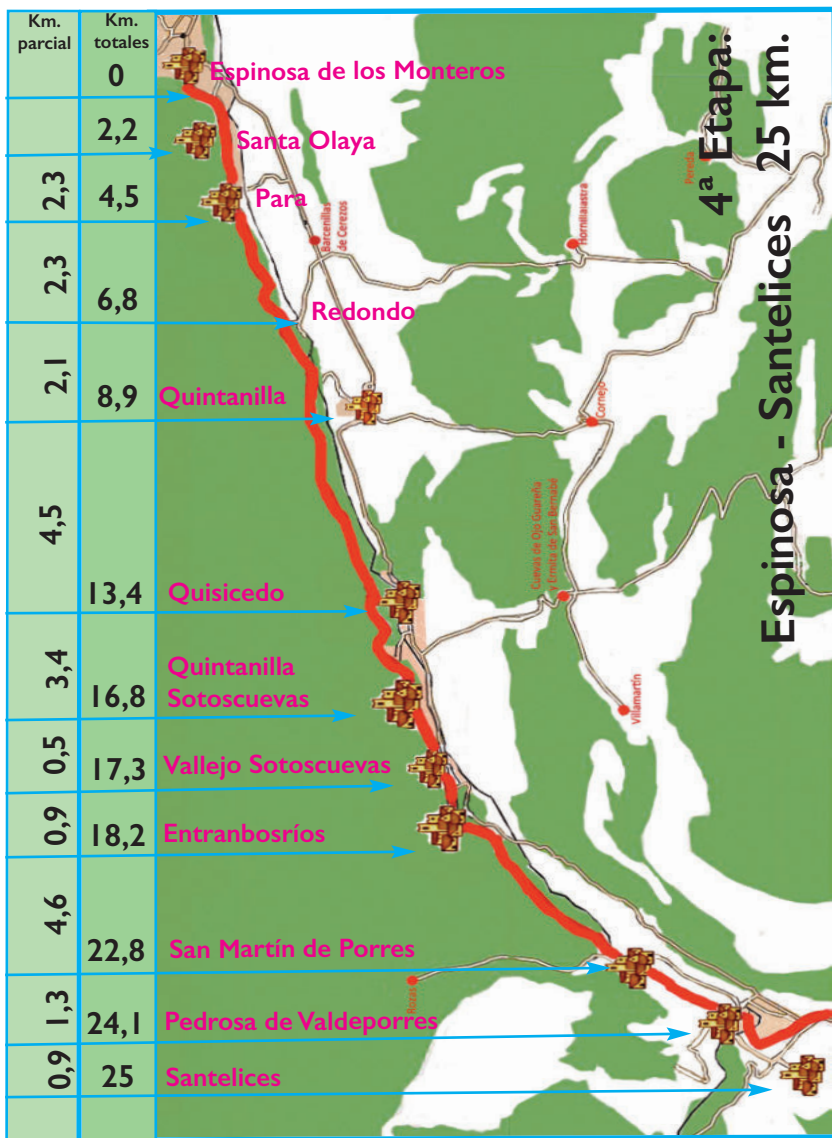 Km.
parcial
Km.
totales
0
Espinosa de los Monteros
2,2
Santa Olaya
2,3
4,5
Para
2,3
6,8
Redondo
2,1
8,9
Quintanilla
4,5
13,4
Quisicedo
3,4
16,8
Quintanilla
Sotoscuevas
0,5
17,3
Vallejo Sotoscuevas
0,9
18,2
Entranbosríos
4,6
22,8
San Martín de Porres
1,3
24,1
Pedrosa de Valdeporres
0,9
25
Santelices
4ª Etapa:
Espinosa - Santelices 25 km.
Barcenillas
de Cerezos
Hornillalastra
Pereda
Cornejo
Cuevas de Ojo Guareña
y Ermita de San Bernabé
Villamartín
Rozas